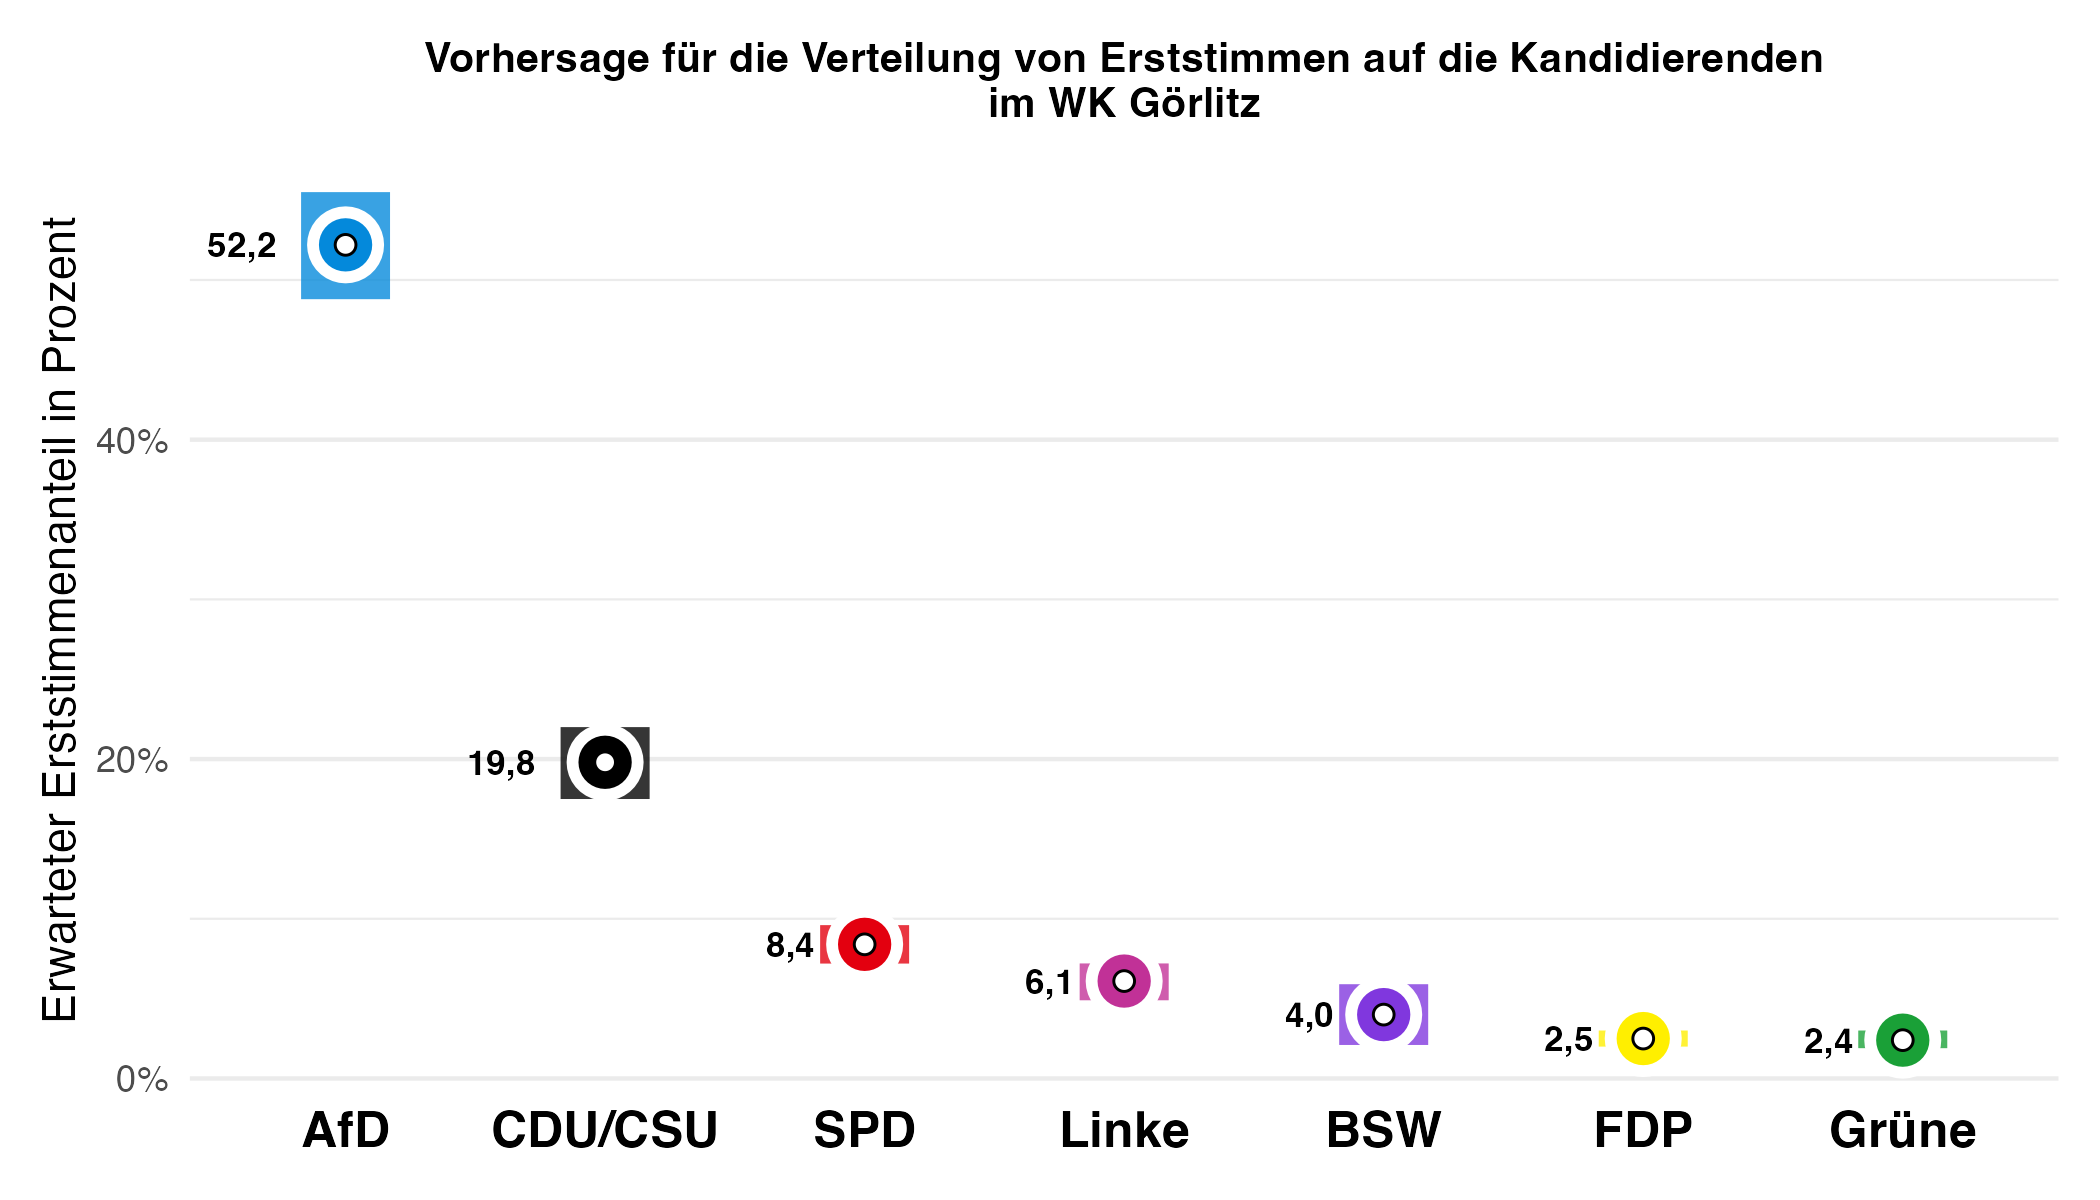 Vorhersage für die Verteilung von Erststimmen auf die Kandidierenden
im WK Görlitz
Erwarteter Erststimmenanteil in Prozent
52,2
40%
20%
19,8
8,4
6,1
4,0
2,5
2,4
0%
AfD
CDU/CSU
SPD
Linke
BSW
FDP
Grüne